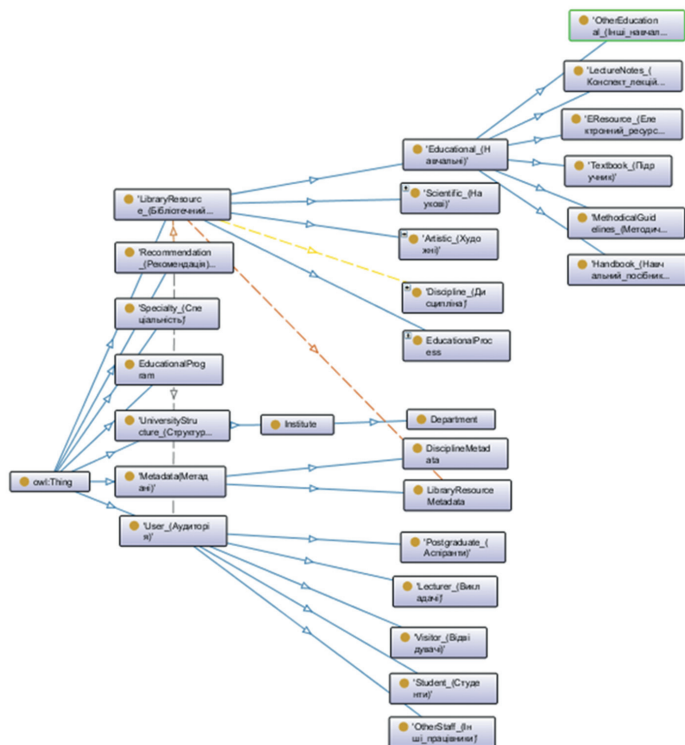 'OtherEducation
al_(Інші_навчал...
'LectureNotes_(
Конспект_лекцій...
'EResource_(Еле
ктронний_ресурс...
'Educational_(Н
авчальні)'
'Textbook_(Підр
учник)'
'Scientific_(На
укові)'
'LibraryResourc
e_(Бібліотечний...
'MethodicalGuid
elines_(Методич...
'Artistic_(Худо
жні)'
'Recommendation
_(Рекомендація)...
'Handbook_(Навч
альний_посібник...
'Discipline_(Ди
сципліна)'
'Specialty_(Спе
ціальність)'
EducationalProc
ess
EducationalProg
ram
'UniversityStru
cture_(Структур...
Institute
Department
DisciplineMetad
ata
owl:Thing
'Metadata(Метад
ані)'
LibraryResource
Metadata
'User_(Аудиторі
я)'
'Postgraduate_(
Аспіранти)'
'Lecturer_(Викл
адачі)'
'Visitor_(Відві
дувачі)'
'Student_(Студе
нти)'
'OtherStaff_(Ін
ші_працівники)'